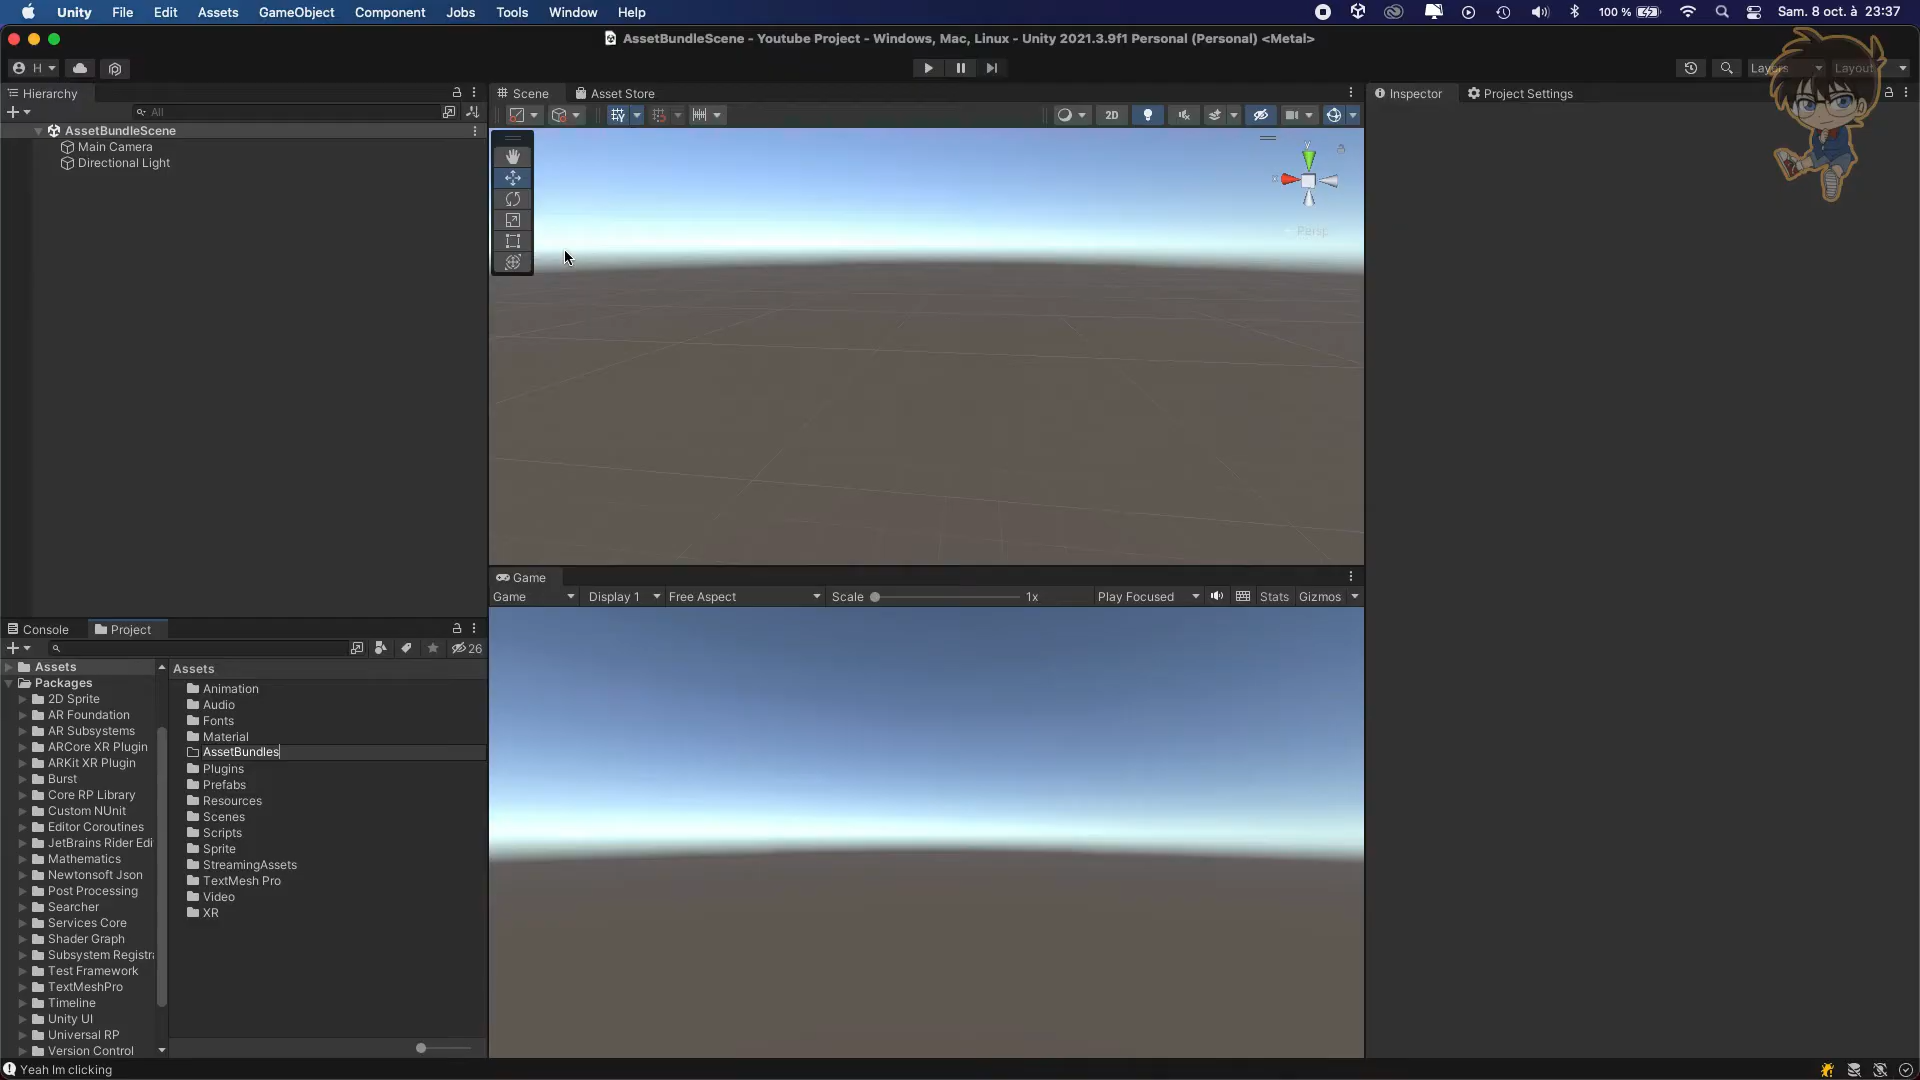 Unity File Edit Assets GameObject Component Jobs Tools Window Help 100 % Sam. 8 oct. à 23:37
AssetBundleScene - Youtube Project - Windows, Mac, Linux - Unity 2021.3.9f1 Personal (Personal) <Metal>
H Layers Layout
Hierarchy
All
AssetBundleScene
Main Camera
Directional Light
Scene Asset Store
2D
y
Persp
Inspector Project Settings
Game
Game Display 1 Free Aspect Scale 1x Play Focused Stats Gizmos
Console Project
26
Assets
Packages
2D Sprite
AR Foundation
AR Subsystems
ARCore XR Plugin
ARKit XR Plugin
Burst
Core RP Library
Custom NUnit
Editor Coroutines
JetBrains Rider Edi
Mathematics
Newtonsoft Json
Post Processing
Searcher
Services Core
Shader Graph
Subsystem Registra
Test Framework
TextMeshPro
Timeline
Unity UI
Universal RP
Version Control
Assets
Animation
Audio
Fonts
Material
AssetBundles
Plugins
Prefabs
Resources
Scenes
Scripts
Sprite
StreamingAssets
TextMesh Pro
Video
XR
Yeah Im clicking